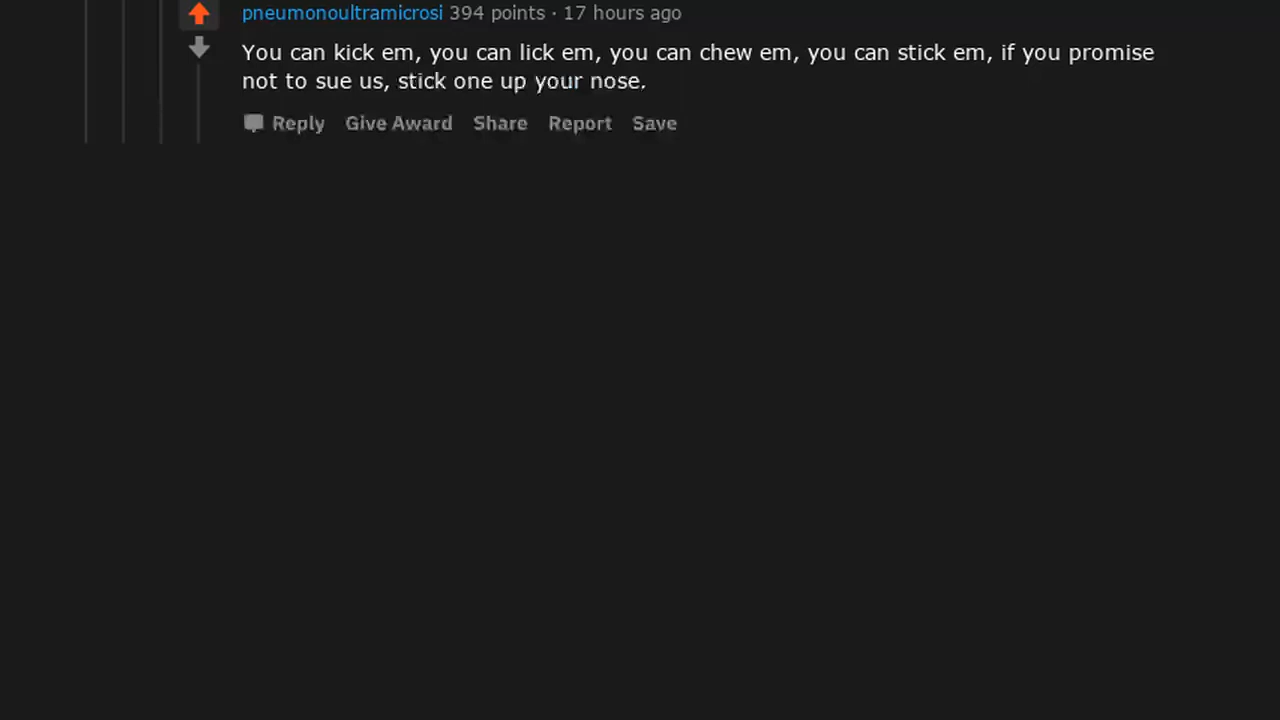 pneumonoultramicrosi 394 points · 17 hours ago
You can kick em, you can lick em, you can chew em, you can stick em, if you promise
not to sue us, stick one up your nose.
Reply Give Award Share Report Save